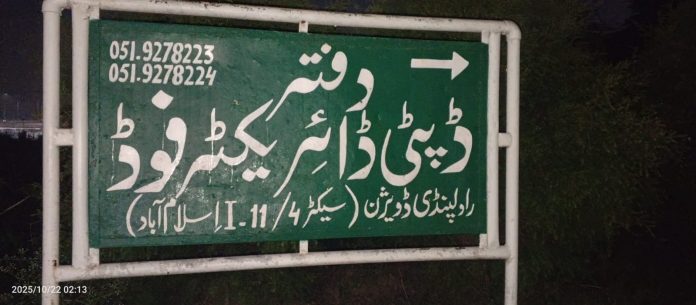 051.9278223
051.9278224
دفتر
ڈپٹی ڈائریکٹر فوڈ
راولپنڈی ڈویژن (سیکٹر 4/11-I اِسلام آباد)
2025/10/22 02:13